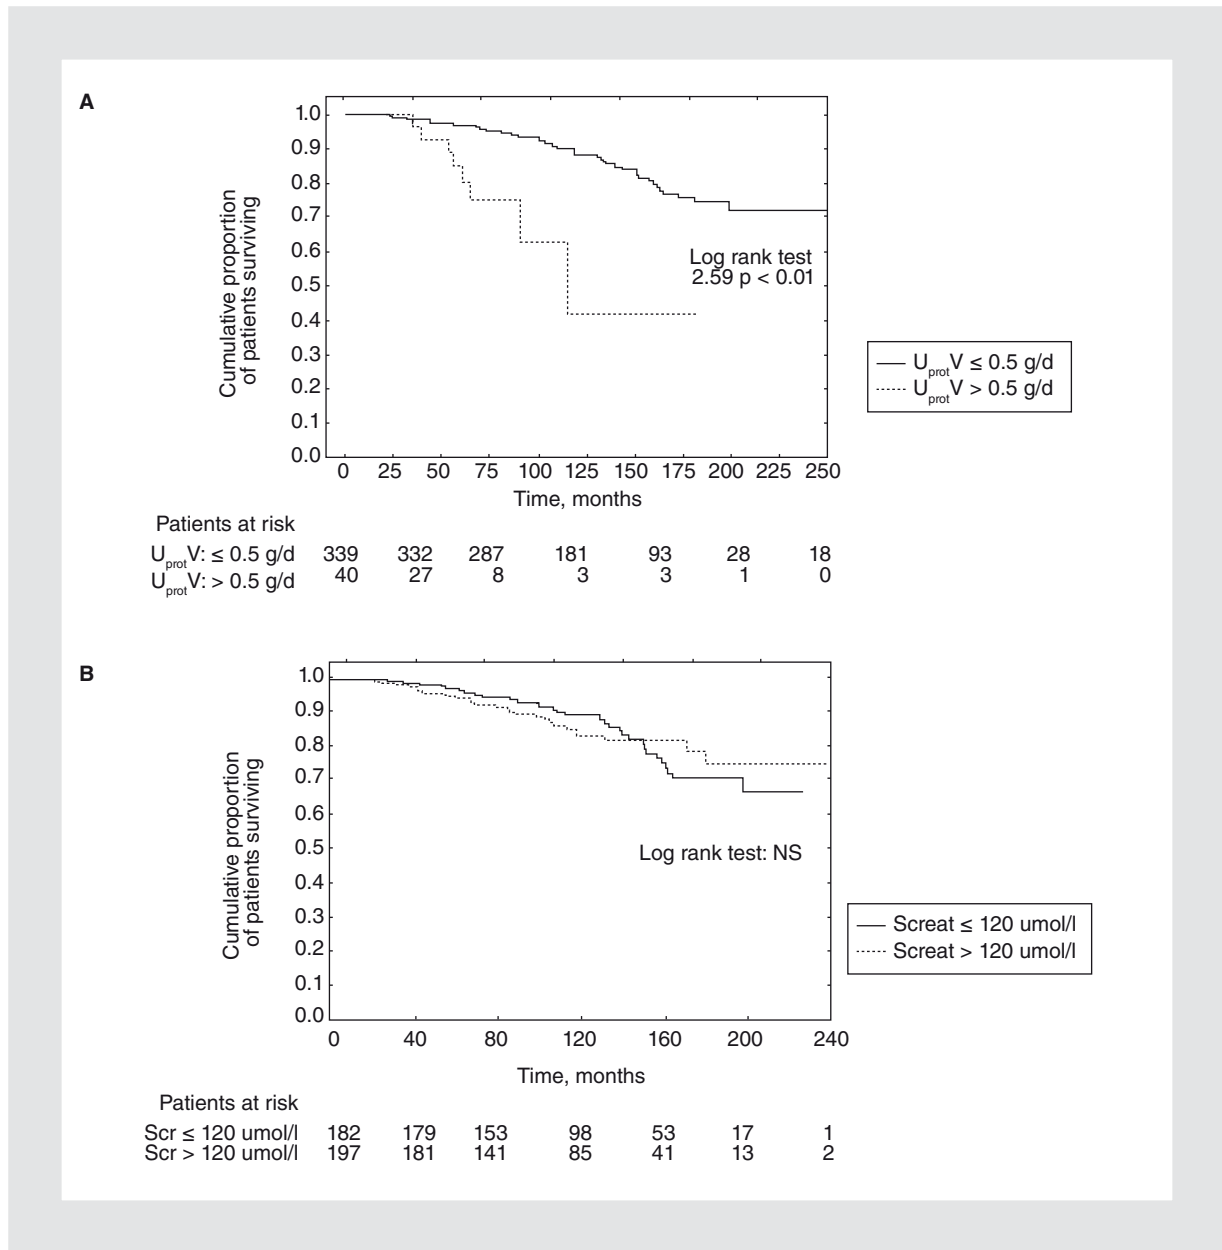 A
Cumulative proportion
of patients surviving
1.0
0.9
0.8
0.7
0.6
0.5
0.4
0.3
0.2
0.1
0.0
Log rank test
2.59 p < 0.01
0 25 50 75 100 125 150 175 200 225 250
Time, months
UprotV ≤ 0.5 g/d
UprotV > 0.5 g/d
Patients at risk
UprotV: ≤ 0.5 g/d 339 332 287 181 93 28 18
UprotV: > 0.5 g/d 40 27 8 3 3 1 0
B
Cumulative proportion
of patients surviving
1.0
0.9
0.8
0.7
0.6
0.5
0.4
0.3
0.2
0.1
0.0
Log rank test: NS
0 40 80 120 160 200 240
Time, months
Screat ≤ 120 umol/l
Screat > 120 umol/l
Patients at risk
Scr ≤ 120 umol/l 182 179 153 98 53 17 1
Scr > 120 umol/l 197 181 141 85 41 13 2